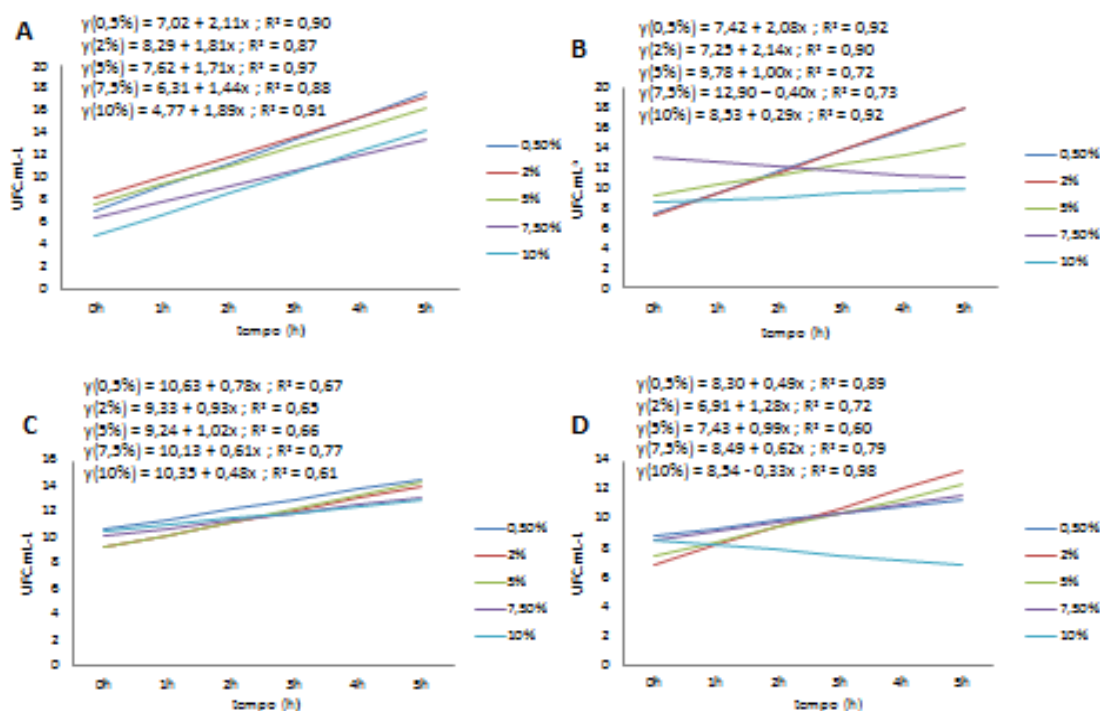 A
y(0,5%) = 7,02 + 2,11x ; R² = 0,90
y(2%) = 8,29 + 1,81x ; R² = 0,87
y(5%) = 7,62 + 1,71x ; R² = 0,97
y(7,5%) = 6,31 + 1,44x ; R² = 0,88
y(10%) = 4,77 + 1,89x ; R² = 0,91
20
18
16
14
12
10
8
6
4
2
0
UFC.mL-1
0h 1h 2h 3h 4h 5h
tempo (h)
0,50%
2%
5%
7,50%
10%
B
y(0,5%) = 7,42 + 2,08x ; R² = 0,92
y(2%) = 7,25 + 2,14x ; R² = 0,90
y(5%) = 9,78 + 1,00x ; R² = 0,72
y(7,5%) = 12,90 – 0,40x ; R² = 0,73
y(10%) = 8,53 + 0,29x ; R² = 0,92
20
18
16
14
12
10
8
6
4
2
0
0h 1h 2h 3h 4h 5h
tempo (h)
0,50%
2%
5%
7,50%
10%
C
y(0,5%) = 10,63 + 0,78x ; R² = 0,67
y(2%) = 9,33 + 0,93x ; R² = 0,65
y(5%) = 9,24 + 1,02x ; R² = 0,66
y(7,5%) = 10,13 + 0,61x ; R² = 0,77
y(10%) = 10,35 + 0,48x ; R² = 0,61
16
14
12
10
8
6
4
2
0
UFC.mL-1
0h 1h 2h 3h 4h 5h
tempo (h)
0,50%
2%
5%
7,50%
10%
D
y(0,5%) = 8,30 + 0,49x ; R² = 0,89
y(2%) = 6,91 + 1,28x ; R² = 0,72
y(5%) = 7,43 + 0,99x ; R² = 0,60
y(7,5%) = 8,49 + 0,62x ; R² = 0,79
y(10%) = 8,54 - 0,33x ; R² = 0,98
14
12
10
8
6
4
2
0
UFC.mL-1
0h 1h 2h 3h 4h 5h
tempo (h)
0,50%
2%
5%
7,50%
10%